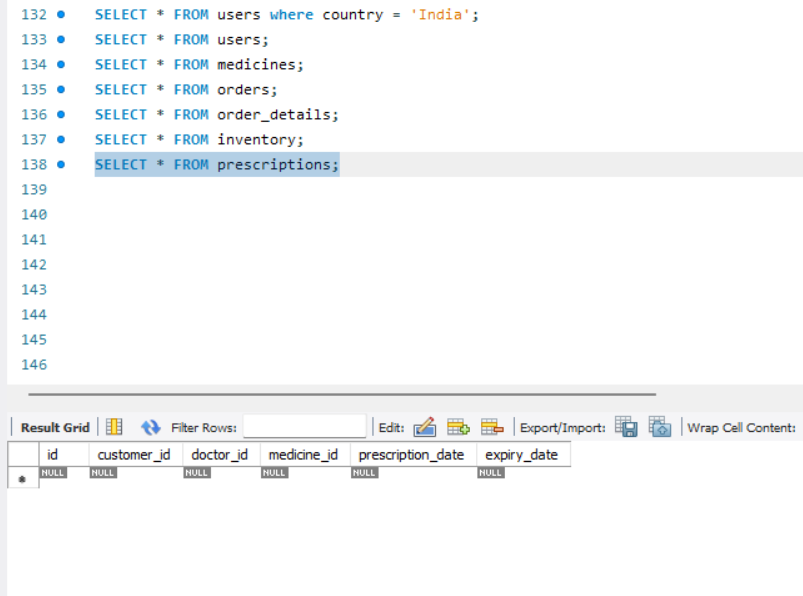 132 SELECT * FROM users where country = 'India';
133 SELECT * FROM users;
134 SELECT * FROM medicines;
135 SELECT * FROM orders;
136 SELECT * FROM order_details;
137 SELECT * FROM inventory;
138 SELECT * FROM prescriptions;
139
140
141
142
143
144
145
146
Result Grid Filter Rows: Edit: Export/Import: Wrap Cell Content:
id customer_id doctor_id medicine_id prescription_date expiry_date
* NULL NULL NULL NULL NULL NULL